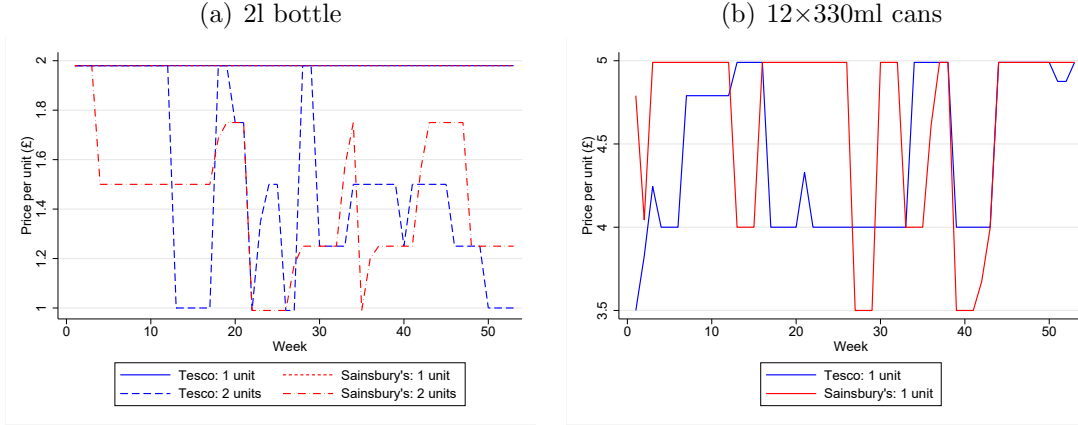 (a) 2l bottle
Price per unit (£)
2
1.8
1.6
1.4
1.2
1
0 10 20 30 40 50
Week
Tesco: 1 unit Sainsbury's: 1 unit
Tesco: 2 units Sainsbury's: 2 units
(b) 12×330ml cans
Price per unit (£)
5
4.5
4
3.5
0 10 20 30 40 50
Week
Tesco: 1 unit
Sainsbury's: 1 unit